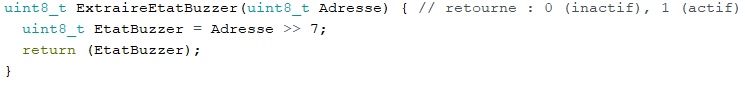 uint8_t ExtraireEtatBuzzer(uint8_t Adresse) { // retourne : 0 (inactif), 1 (actif)
  uint8_t EtatBuzzer = Adresse >> 7;
  return (EtatBuzzer);
}